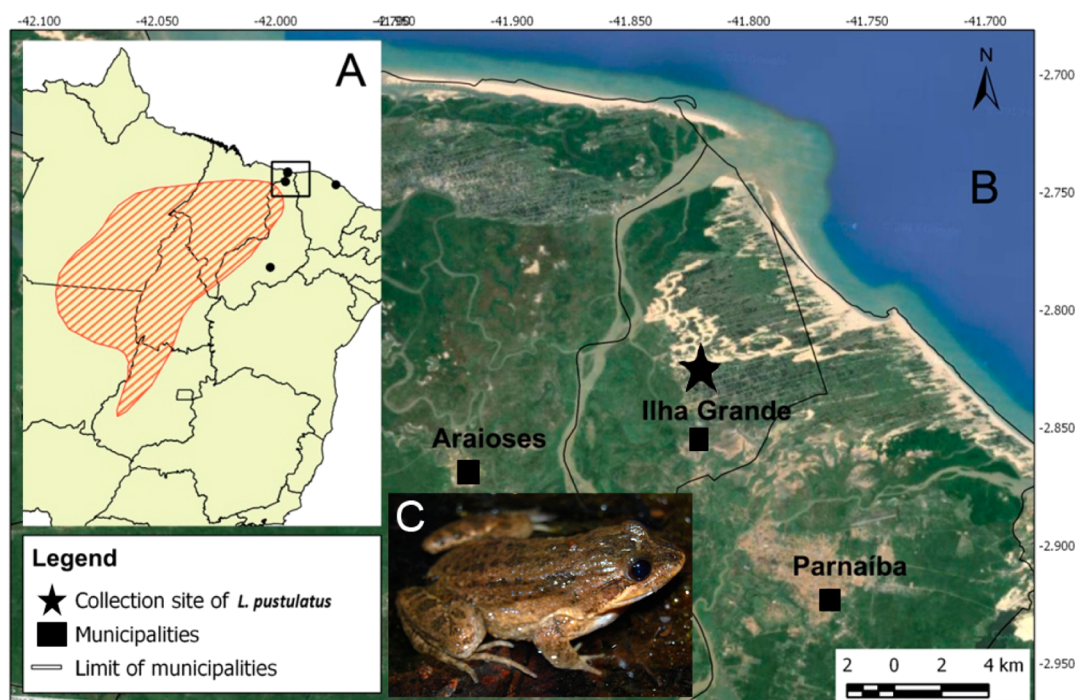 -42.100
-42.050
-42.000
-41.900
-41.850
-41.800
-41.750
-41.700
A
N
-2.700
B
-2.750
-2.800
Ilha Grande
-2.850
Araioses
C
-2.900
Legend
Parnaíba
Collection site of L. pustulatus
Municipalities
Limit of municipalities
2 0 2 4 km
-2.950